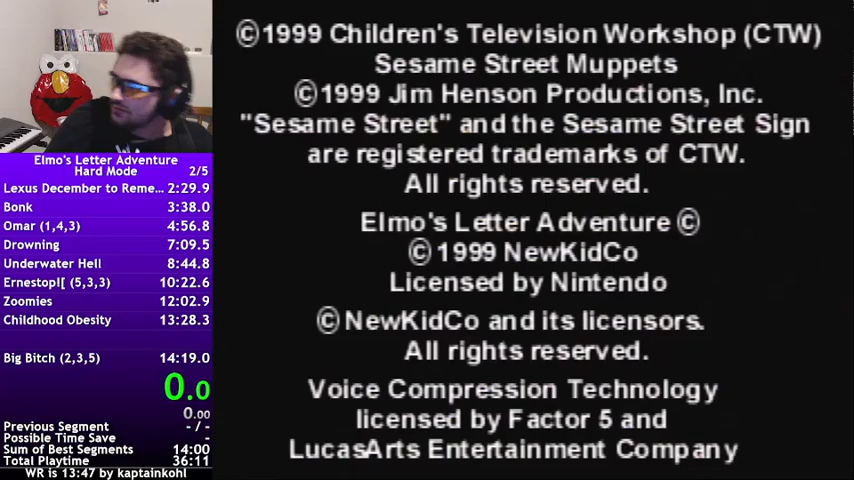 Elmo's Letter Adventure
Hard Mode 2/5
Lexus December to Reme... 2:29.9
Bonk 3:38.0
Omar (1,4,3) 4:56.8
Drowning 7:09.5
Underwater Hell 8:44.8
Ernestop![ (5,3,3) 10:22.6
Zoomies 12:02.9
Childhood Obesity 13:28.3
Big Bitch (2,3,5) 14:19.0
0.0
0.00
Previous Segment - / -
Possible Time Save -
Sum of Best Segments 14:00
Total Playtime 36:11
WR is 13:47 by kaptainkohl
©1999 Children's Television Workshop (CTW)
Sesame Street Muppets
©1999 Jim Henson Productions, Inc.
"Sesame Street" and the Sesame Street Sign
are registered trademarks of CTW.
All rights reserved.
Elmo's Letter Adventure ©
© 1999 NewKidCo
Licensed by Nintendo
© NewKidCo and its licensors.
All rights reserved.
Voice Compression Technology
licensed by Factor 5 and
LucasArts Entertainment Company